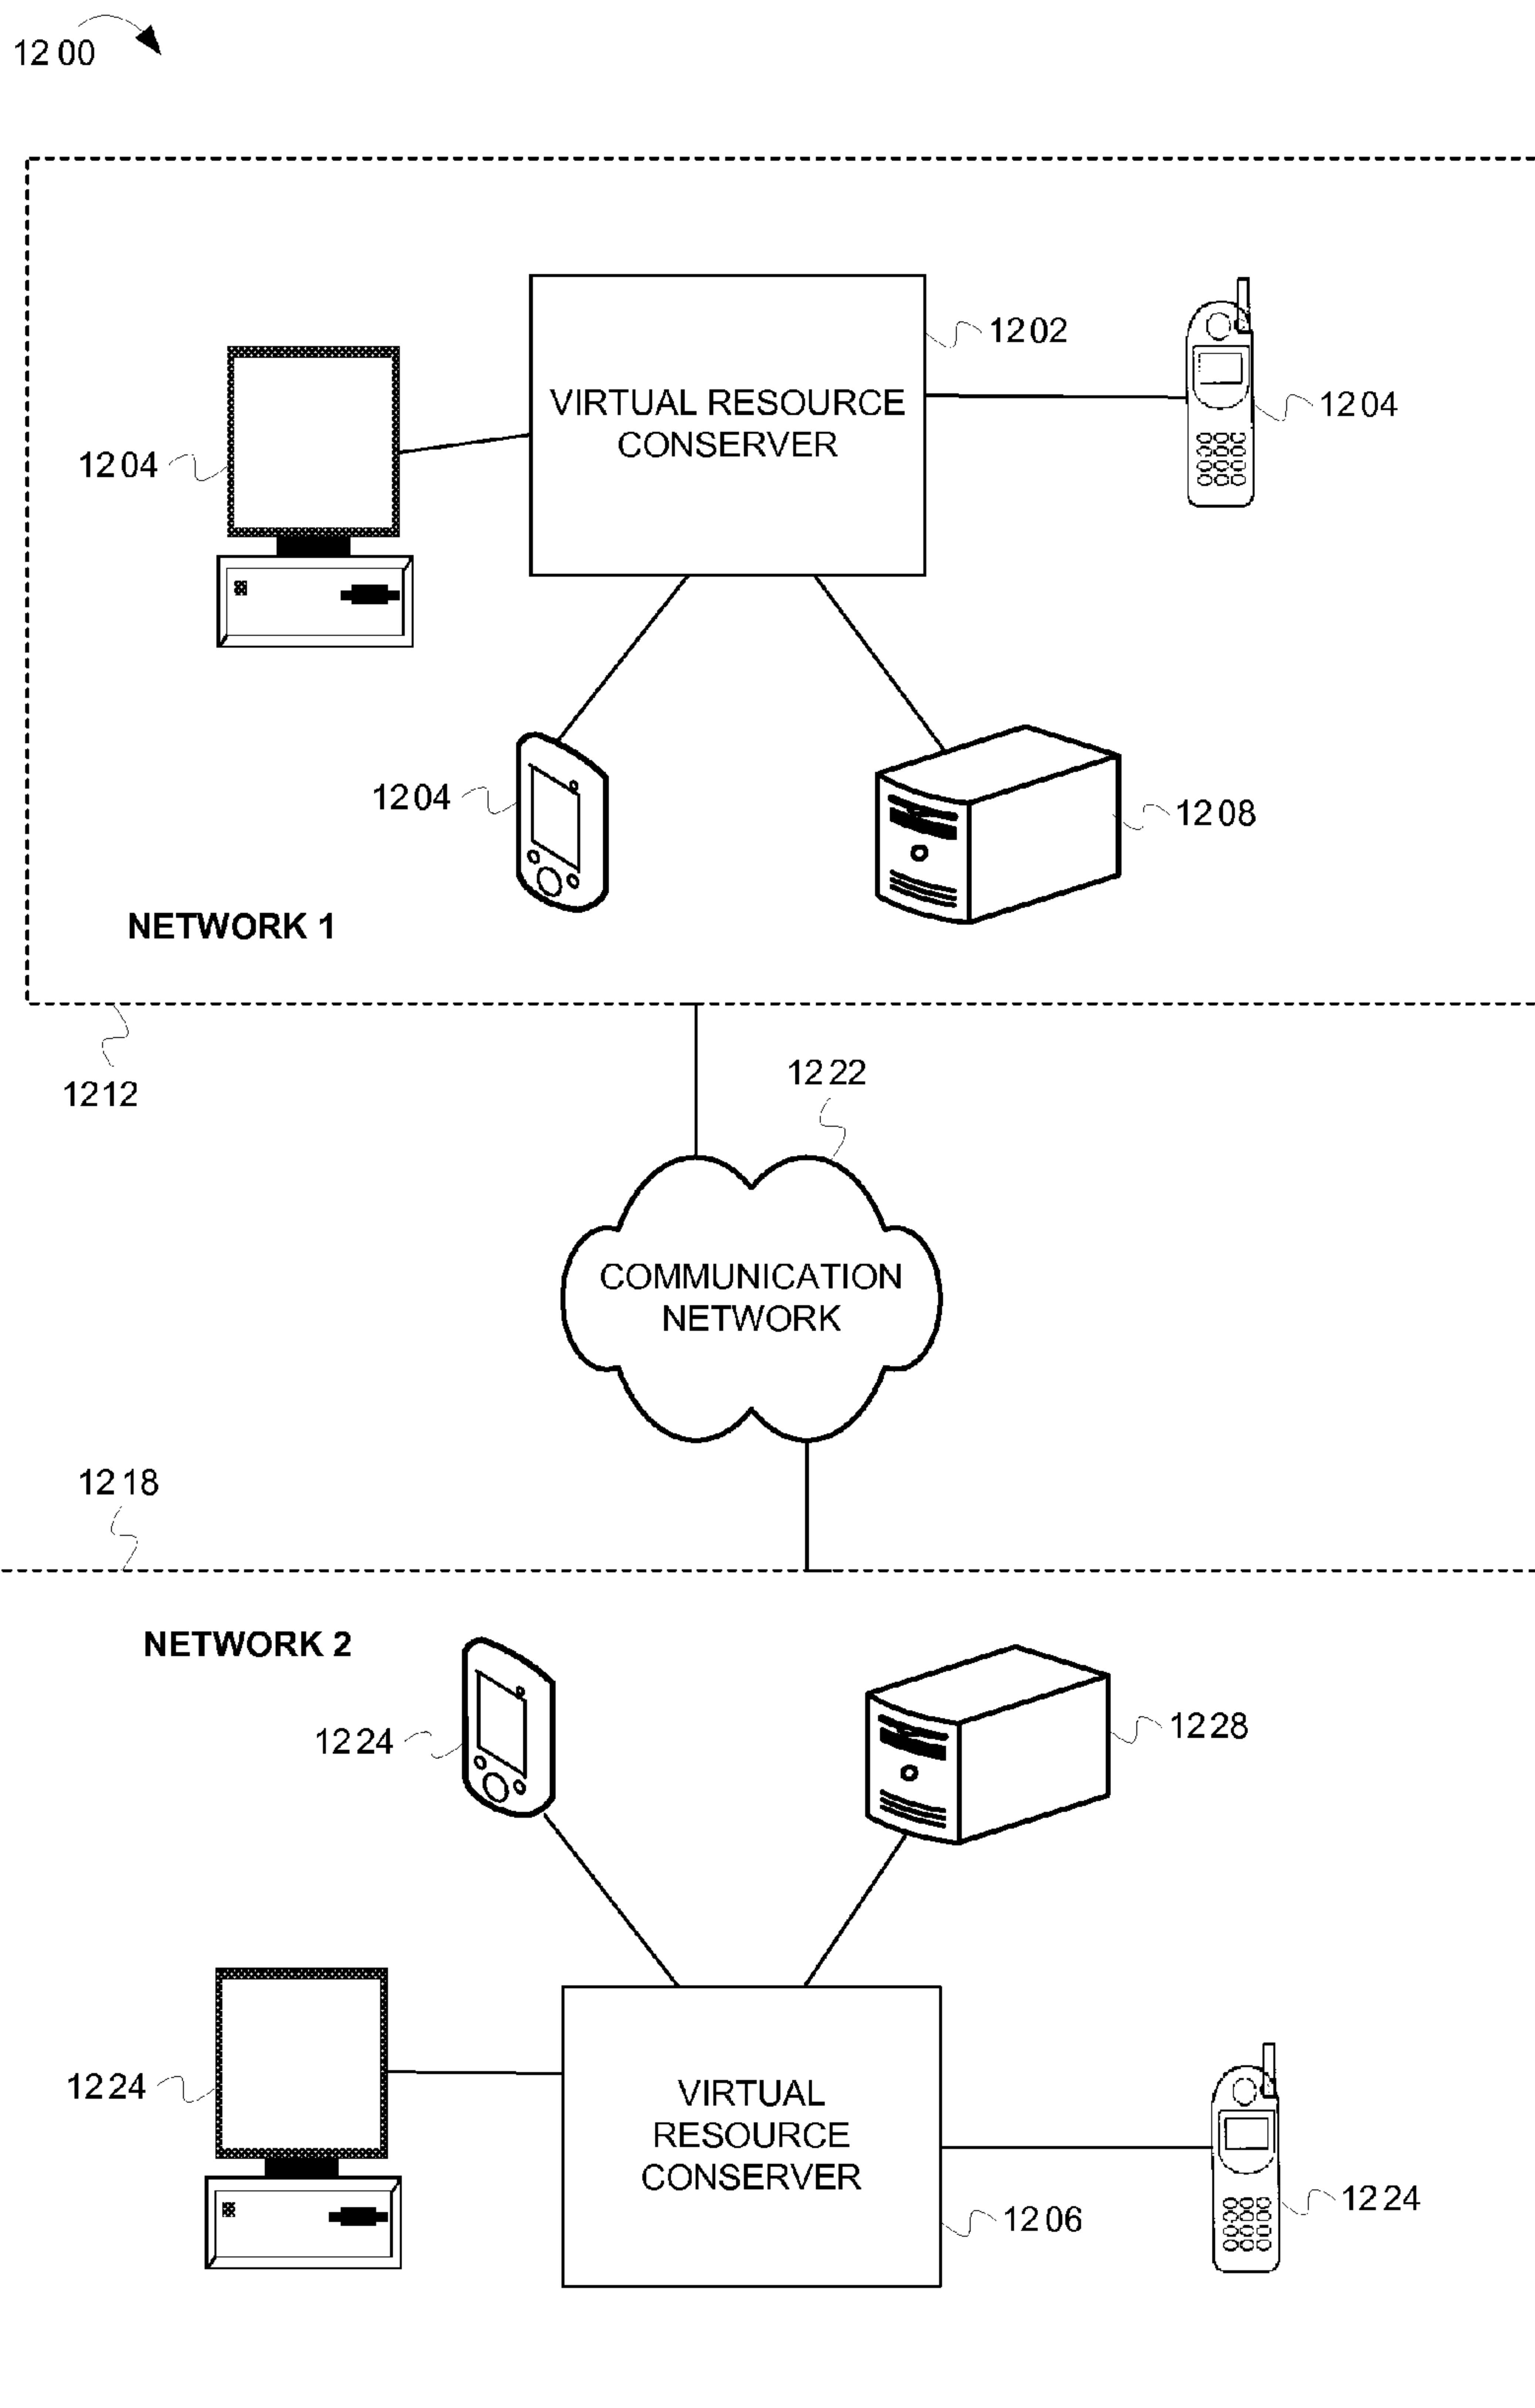 1200
VIRTUAL RESOURCE
CONSERVER
1202
1204
1204
1204
1208
NETWORK 1
1212
1222
COMMUNICATION
NETWORK
1218
NETWORK 2
1224
1228
1224
VIRTUAL
RESOURCE
CONSERVER
1206
1224